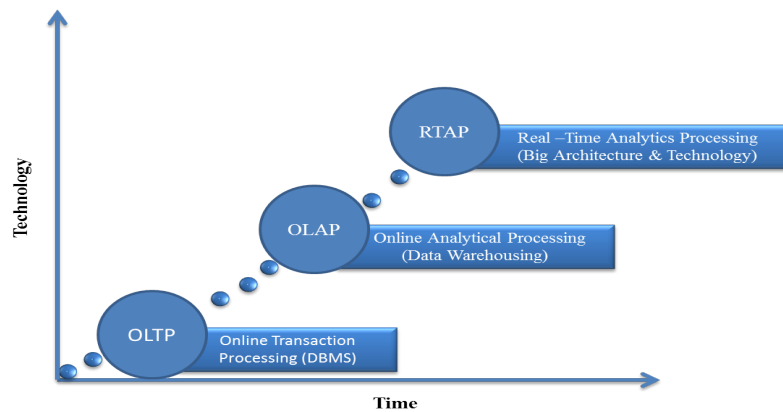 RTAP
Real –Time Analytics Processing
(Big Architecture & Technology)
Technology
OLAP
Online Analytical Processing
(Data Warehousing)
OLTP
Online Transaction
Processing (DBMS)
Time